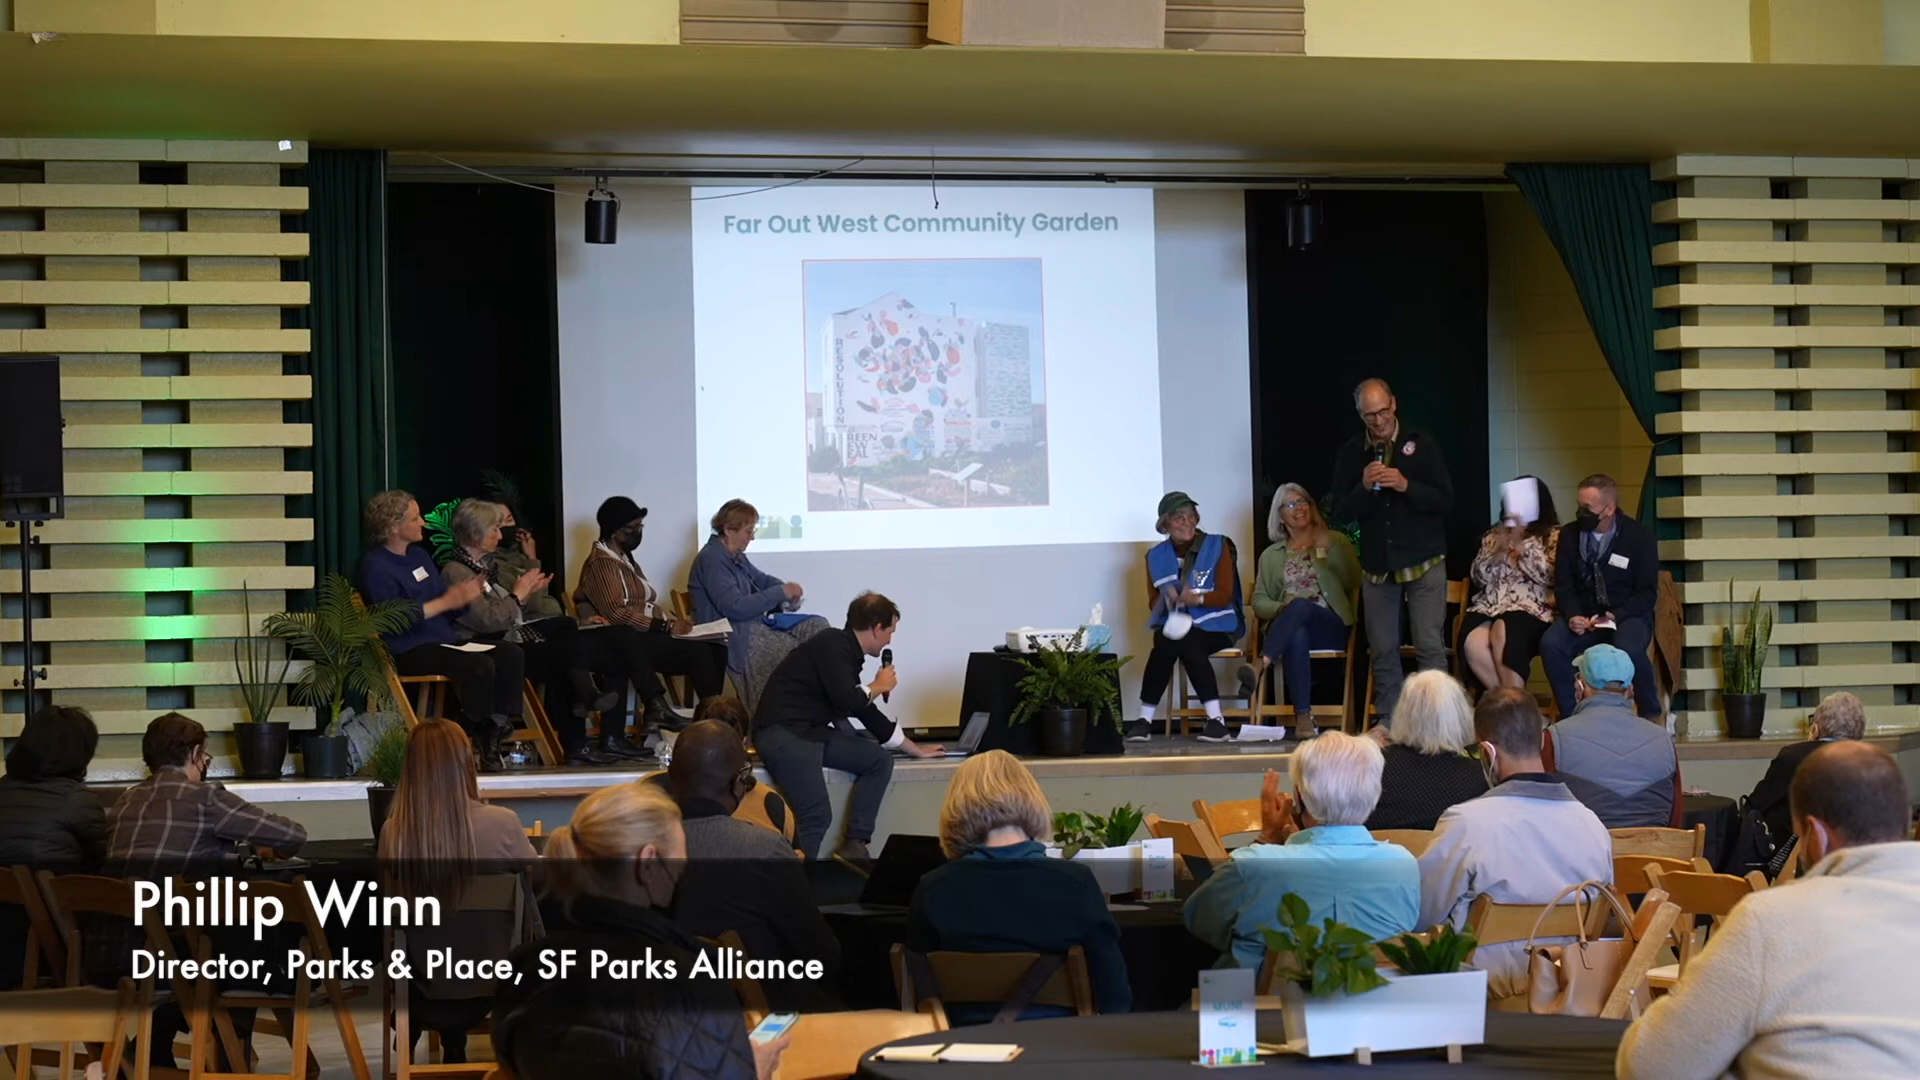 Far Out West Community Garden
RESOLUTION
Phillip Winn
Director, Parks & Place, SF Parks Alliance